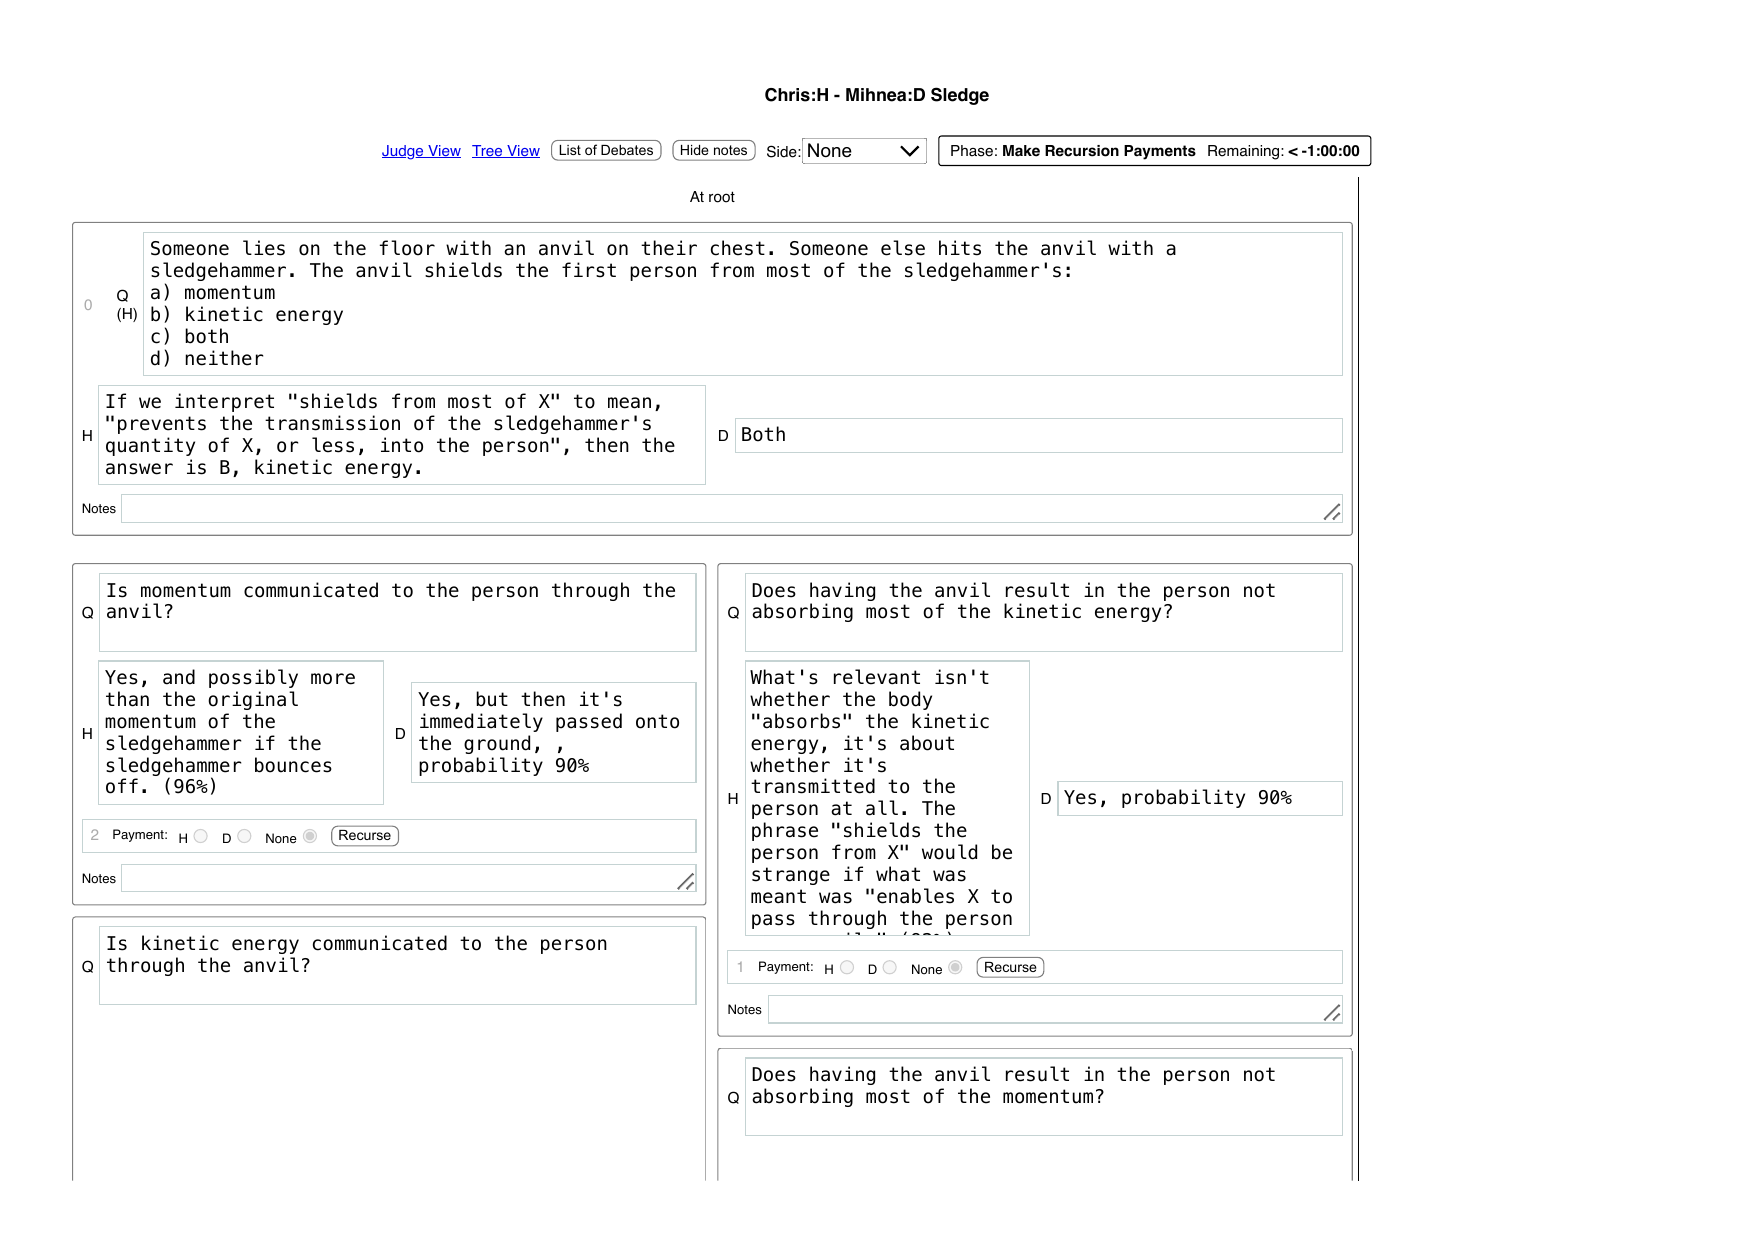 Chris:H - Mihnea:D Sledge
Judge View Tree View List of Debates Hide notes Side: None Phase: Make Recursion Payments Remaining: < -1:00:00
At root
0
Q
(H)
Someone lies on the floor with an anvil on their chest. Someone else hits the anvil with a
sledgehammer. The anvil shields the first person from most of the sledgehammer's:
a) momentum
b) kinetic energy
c) both
d) neither
H
If we interpret "shields from most of X" to mean,
"prevents the transmission of the sledgehammer's
quantity of X, or less, into the person", then the
answer is B, kinetic energy.
D
Both
Notes
Q
Is momentum communicated to the person through the
anvil?
H
Yes, and possibly more
than the original
momentum of the
sledgehammer if the
sledgehammer bounces
off. (96%)
D
Yes, but then it's
immediately passed onto
the ground, ,
probability 90%
2 Payment: H D None Recurse
Notes
Q
Is kinetic energy communicated to the person
through the anvil?
Q
Does having the anvil result in the person not
absorbing most of the kinetic energy?
H
What's relevant isn't
whether the body
"absorbs" the kinetic
energy, it's about
whether it's
transmitted to the
person at all. The
phrase "shields the
person from X" would be
strange if what was
meant was "enables X to
pass through the person
D
Yes, probability 90%
1 Payment: H D None Recurse
Notes
Q
Does having the anvil result in the person not
absorbing most of the momentum?